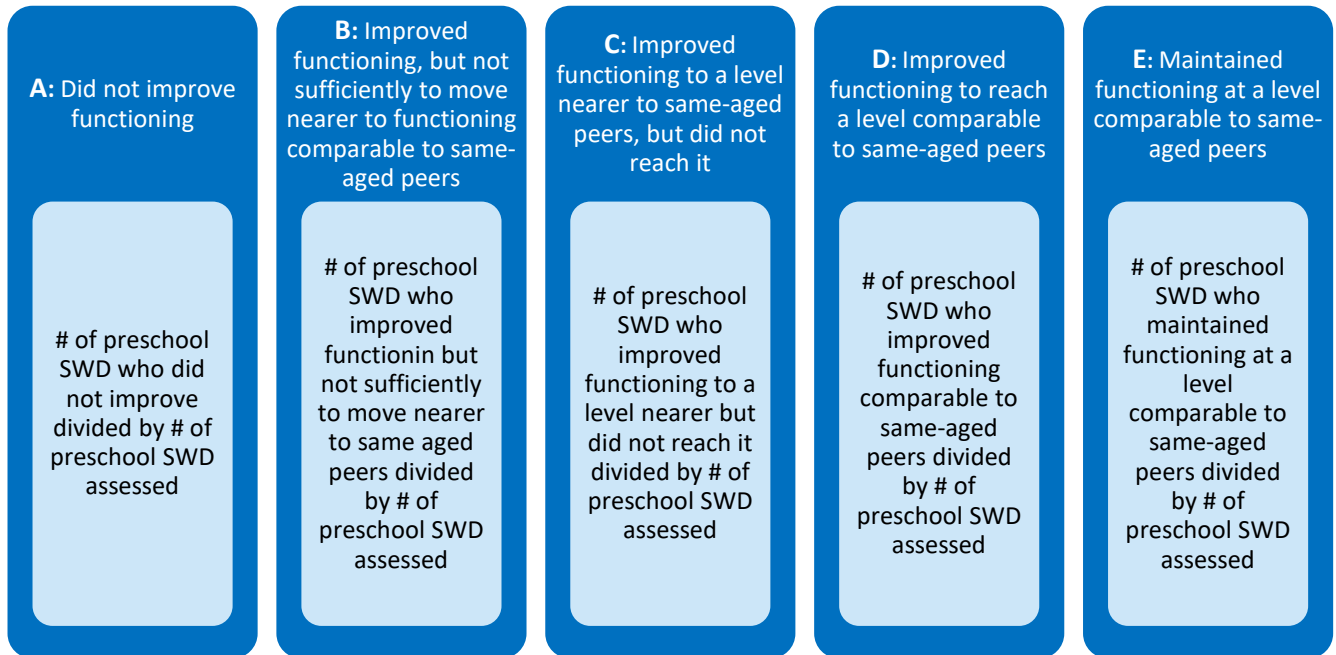 A: Did not improve
functioning
# of preschool
SWD who did
not improve
divided by # of
preschool SWD
assessed
B: Improved
functioning, but not
sufficiently to move
nearer to functioning
comparable to same-
aged peers
# of preschool
SWD who
improved
functionin but
not sufficiently
to move nearer
to same aged
peers divided
by # of
preschool SWD
assessed
C: Improved
functioning to a level
nearer to same-aged
peers, but did not
reach it
# of preschool
SWD who
improved
functioning to a
level nearer but
did not reach it
divided by # of
preschool SWD
assessed
D: Improved
functioning to reach
a level comparable
to same-aged peers
# of preschool
SWD who
improved
functioning
comparable to
same-aged
peers divided
by # of
preschool SWD
assessed
E: Maintained
functioning at a level
comparable to same-
aged peers
# of preschool
SWD who
maintained
functioning at a
level
comparable to
same-aged
peers divided
by # of
preschool SWD
assessed